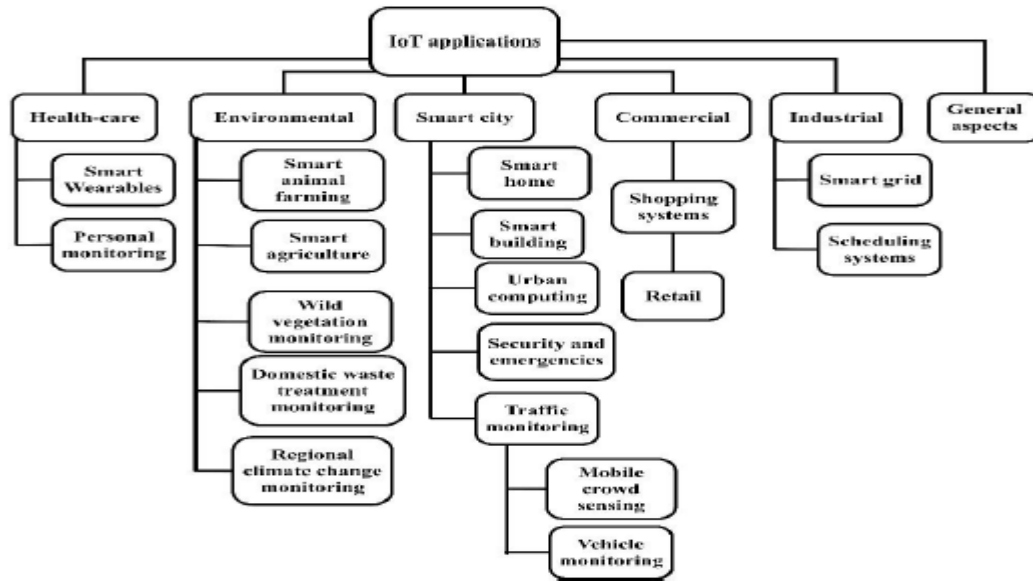 IoT applications
Health-care
Environmental
Smart city
Commercial
Industrial
General
aspects
Smart
Wearables
Personal
monitoring
Smart
animal
farming
Smart
agriculture
Wild
vegetation
monitoring
Domestic waste
treatment
monitoring
Regional
climate change
monitoring
Smart
home
Smart
building
Urban
computing
Security and
emergencies
Traffic
monitoring
Mobile
crowd
sensing
Vehicle
monitoring
Shopping
systems
Retail
Smart grid
Scheduling
systems